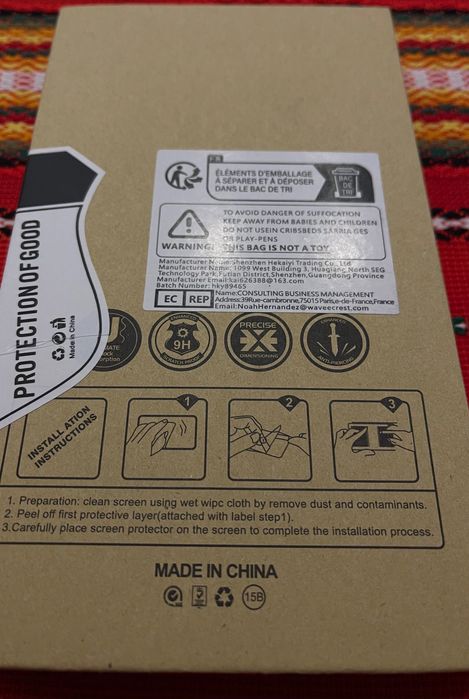 FR
ÉLÉMENTS D'EMBALLAGE
À SÉPARER ET À DÉPOSER
DANS LE BAC DE TRI
BAC
DE
TRI
TO AVOID DANGER OF SUFFOCATION
KEEP AWAY FROM BABIES AND CHILDREN
DO NOT USEIN CRIBSBEDS
OR PLAY-PENS
WARNING! THIS BAG IS NOT A TOY
Manufacturer Name:Shenzhen Hekaiyi Trading Co., Ltd
Manufacturer Name: 1099 West Building 3, Huaqiang North SEG
Technology Park, Futian District, Shenzhen, Guangdong Province
Email:kai626388@163.com
Batch Number: hky89465
EC REP
Name:CONSULTING BUSINESS MANAGEMENT
Address:39Rue-cambronne,75015Paris,e-de-France,France
Email:NoahHernandez@waveecrest.com
PROTECTION OF GOOD
Made in China
9H
PRECISE
DIMENSIONING
INSTALLATION
INSTRUCTIONS
1
2
3
1. Preparation: clean screen using wet wipc cloth by remove dust and contaminants.
2. Peel off first protective layer(attached with label step1).
3.Carefully place screen protector on the screen to complete the installation process.
MADE IN CHINA
15B